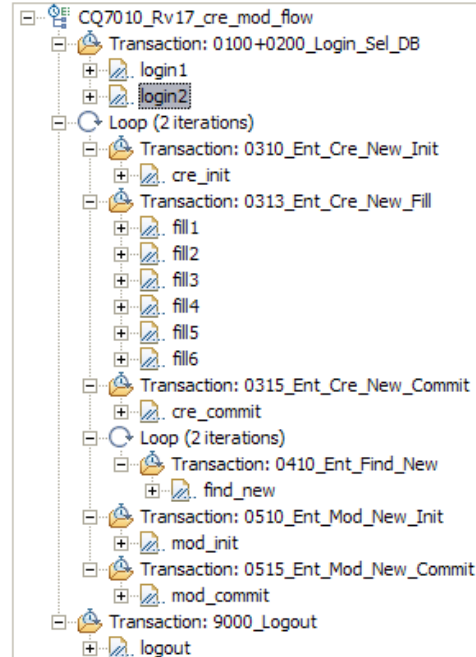 CQ7010_Rv17_cre_mod_flow
Transaction: 0100+0200_Login_Sel_DB
login1
login2
Loop (2 iterations)
Transaction: 0310_Ent_Cre_New_Init
cre_init
Transaction: 0313_Ent_Cre_New_Fill
fill1
fill2
fill3
fill4
fill5
fill6
Transaction: 0315_Ent_Cre_New_Commit
cre_commit
Loop (2 iterations)
Transaction: 0410_Ent_Find_New
find_new
Transaction: 0510_Ent_Mod_New_Init
mod_init
Transaction: 0515_Ent_Mod_New_Commit
mod_commit
Transaction: 9000_Logout
logout